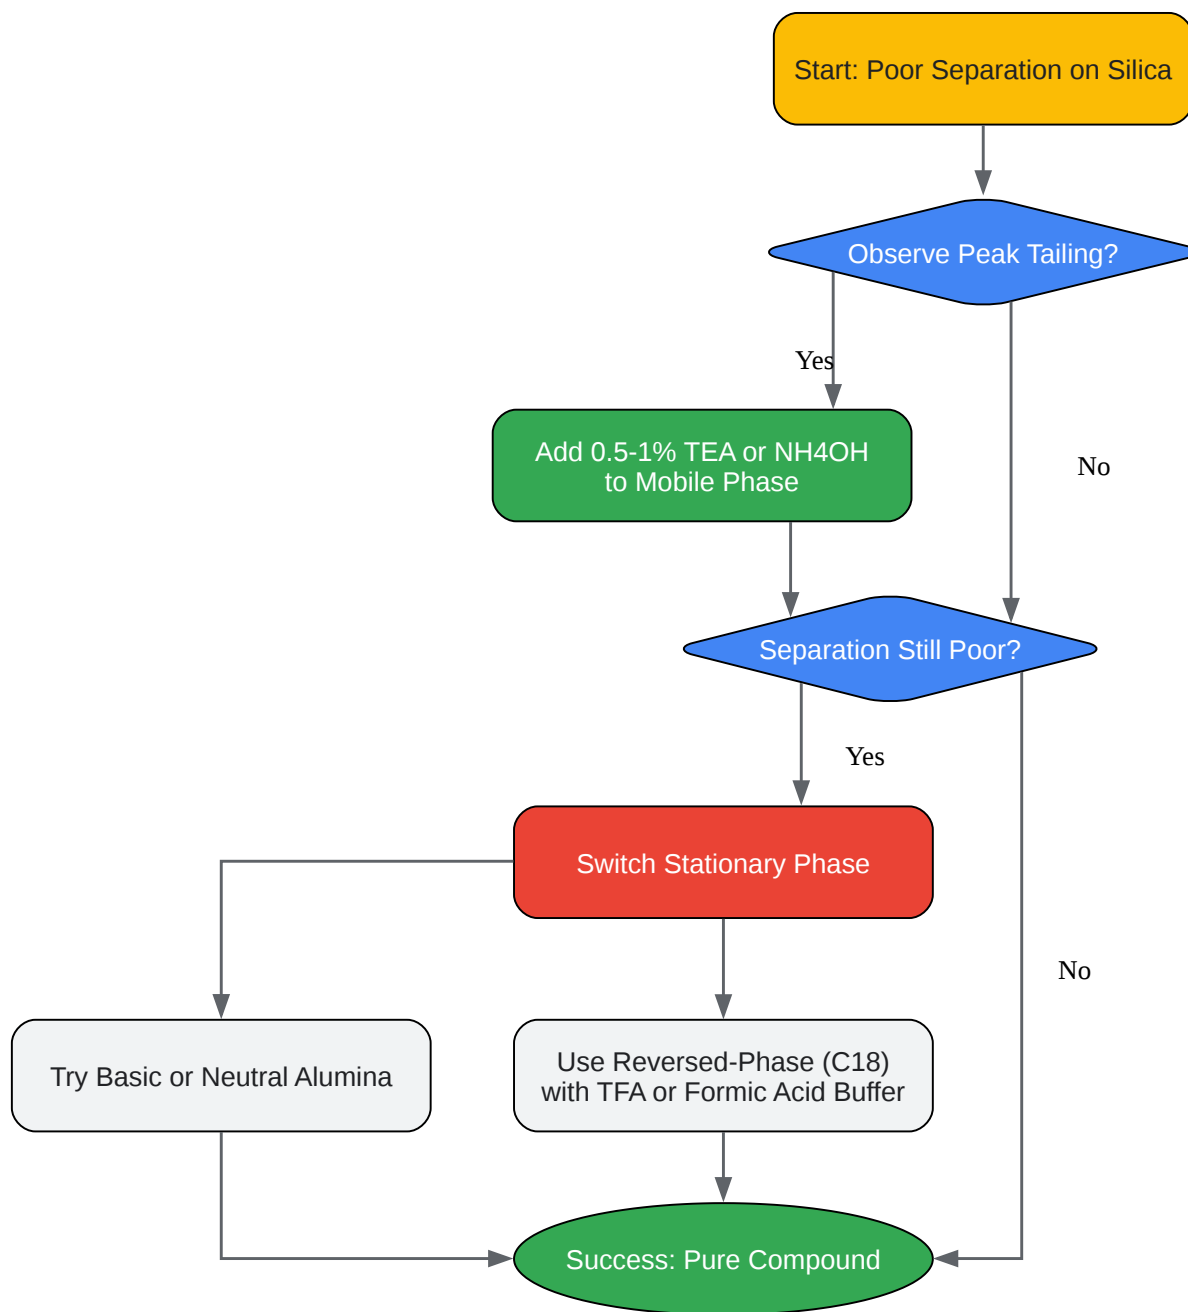 Start: Poor Separation on Silica
Observe Peak Tailing?
Yes
Add 0.5-1% TEA or NH4OH
to Mobile Phase
No
Separation Still Poor?
Yes
Switch Stationary Phase
No
Try Basic or Neutral Alumina
Use Reversed-Phase (C18)
with TFA or Formic Acid Buffer
Success: Pure Compound